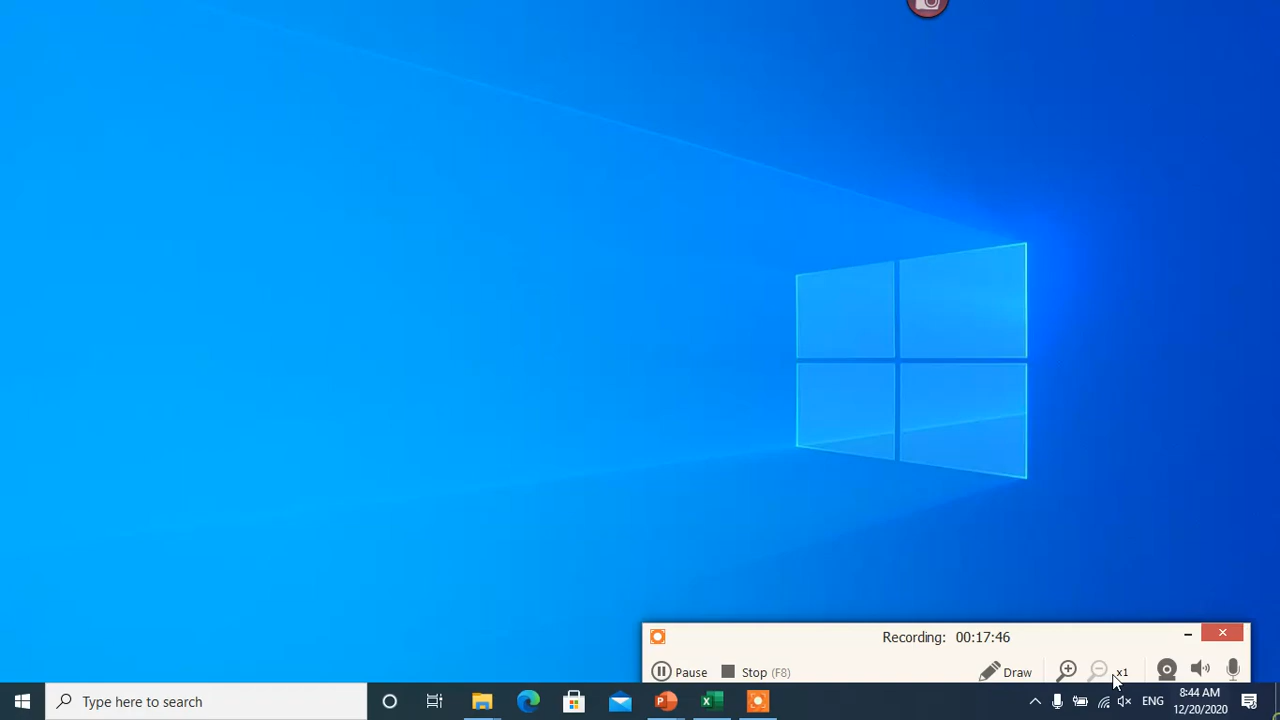 Recording: 00:17:46
Pause Stop (F8) Draw x1
Type here to search
ENG
8:44 AM
12/20/2020